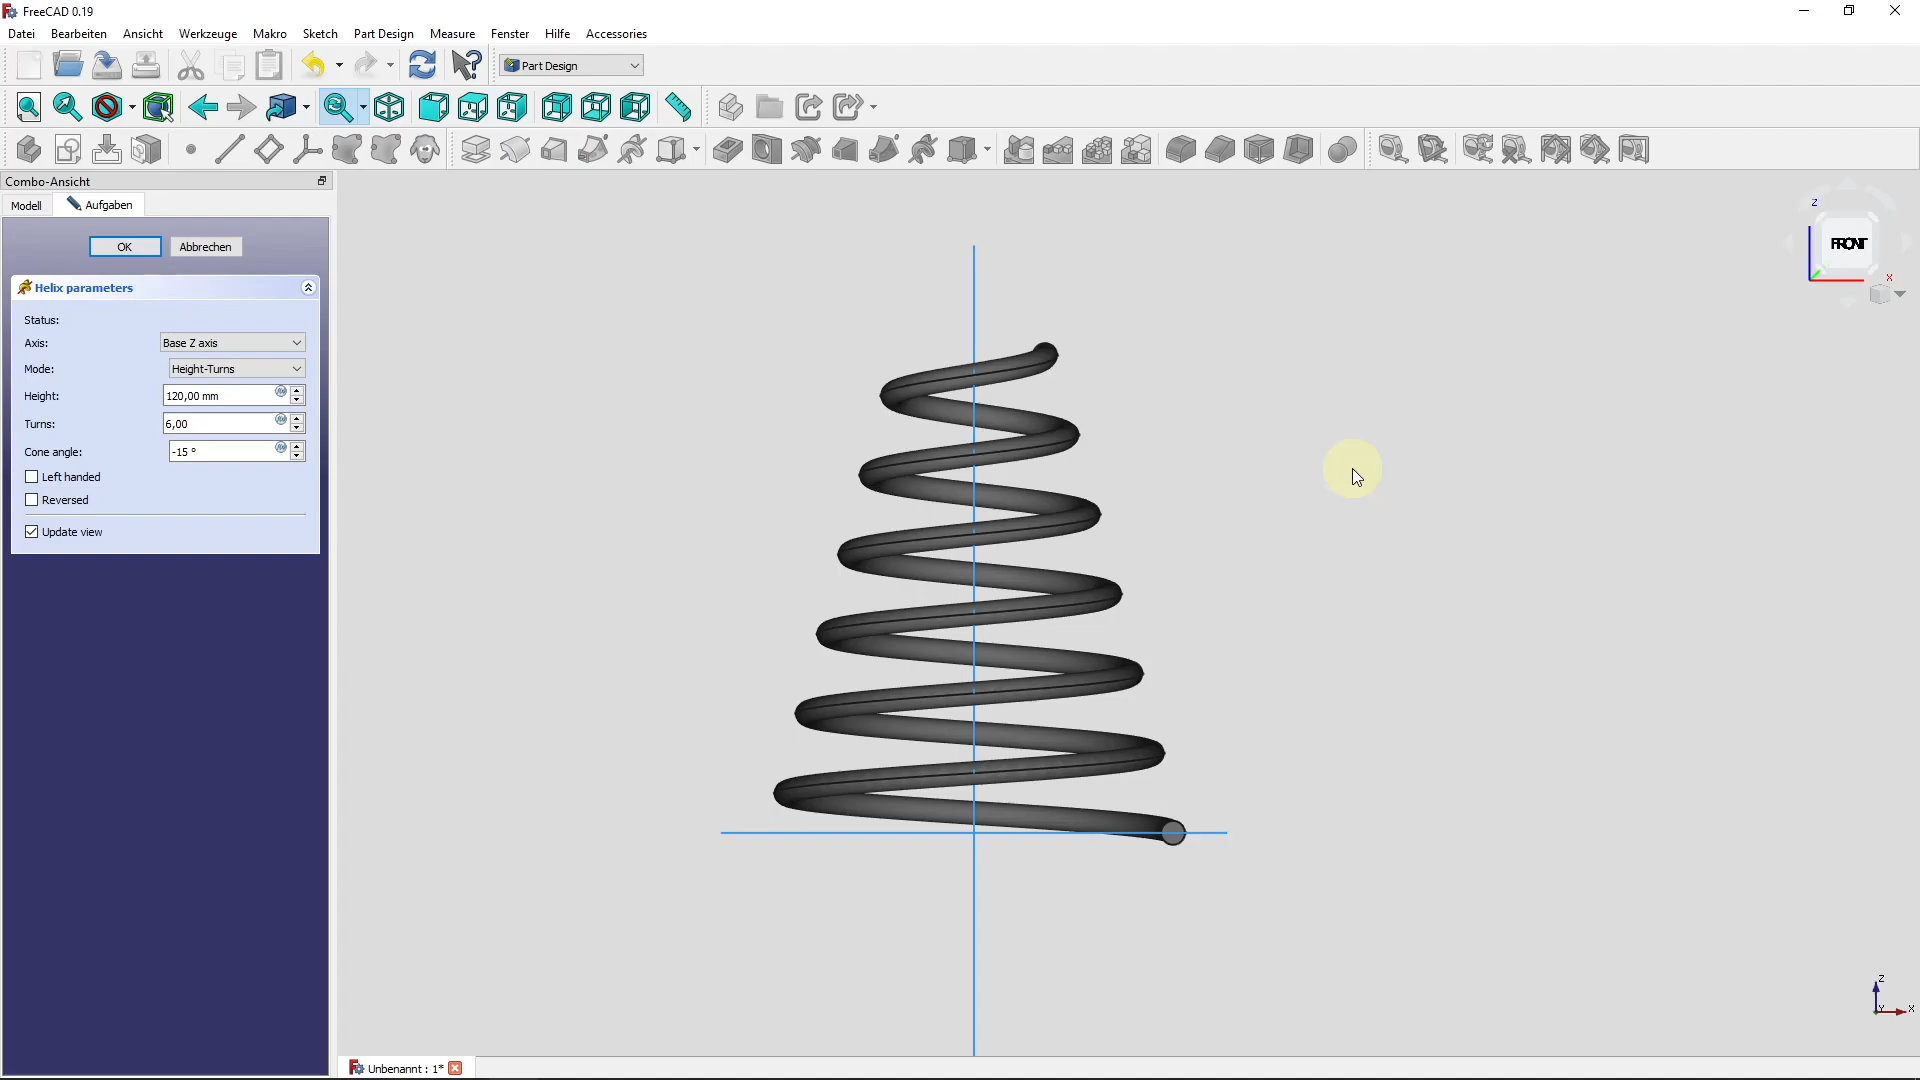 FreeCAD 0.19
Datei Bearbeiten Ansicht Werkzeuge Makro Sketch Part Design Measure Fenster Hilfe Accessories
Part Design
Combo-Ansicht
Modell Aufgaben
OK Abbrechen
Helix parameters
Status:
Axis: Base Z axis
Mode: Height-Turns
Height: 120,00 mm
Turns: 6,00
Cone angle: -15 °
Left handed
Reversed
Update view
Z
FRONT
X
Z
Y X
Unbenannt : 1*